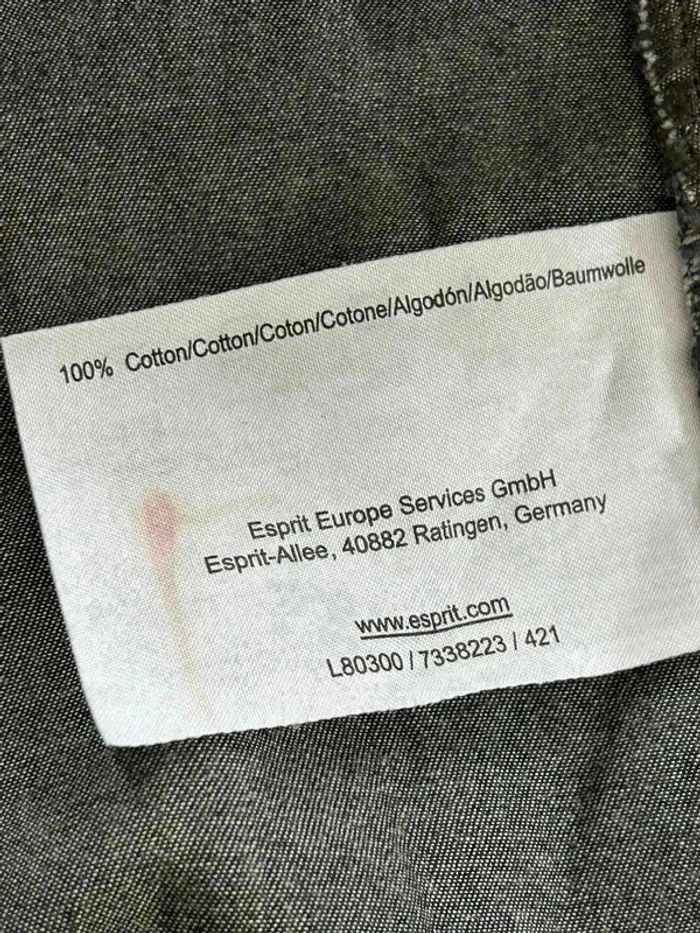 100% Cotton/Cotton/Coton/Cotone/Algodón/Algodão/Baumwolle
Esprit Europe Services GmbH
Esprit-Allee, 40882 Ratingen, Germany
www.esprit.com
L80300 / 7338223 / 421